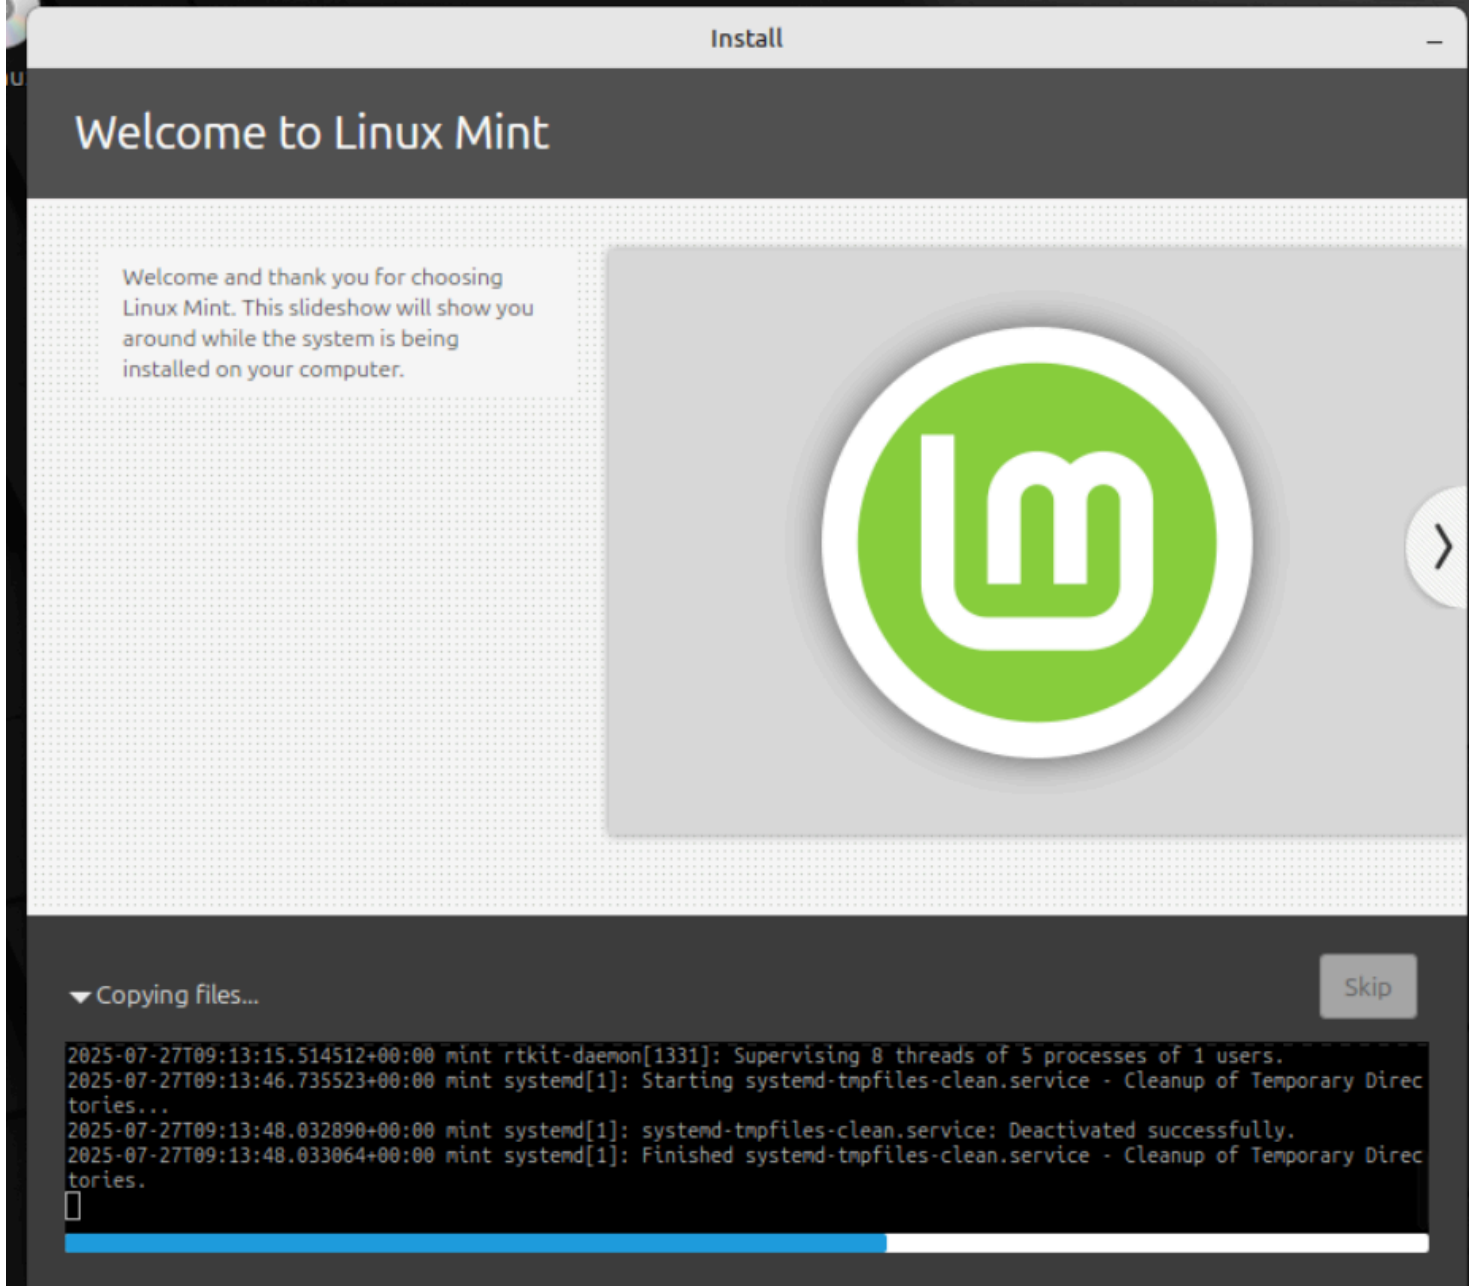 Install
nu
Welcome to Linux Mint
Welcome and thank you for choosing
Linux Mint. This slideshow will show you
around while the system is being
installed on your computer.
lm
Copying files...
Skip
2025-07-27T09:13:15.514512+00:00 mint rtkit-daemon[1331]: Supervising 8 threads of 5 processes of 1 users.
2025-07-27T09:13:46.735523+00:00 mint systemd[1]: Starting systemd-tmpfiles-clean.service - Cleanup of Temporary Direc
tories...
2025-07-27T09:13:48.032890+00:00 mint systemd[1]: systemd-tmpfiles-clean.service: Deactivated successfully.
2025-07-27T09:13:48.033064+00:00 mint systemd[1]: Finished systemd-tmpfiles-clean.service - Cleanup of Temporary Direc
tories.